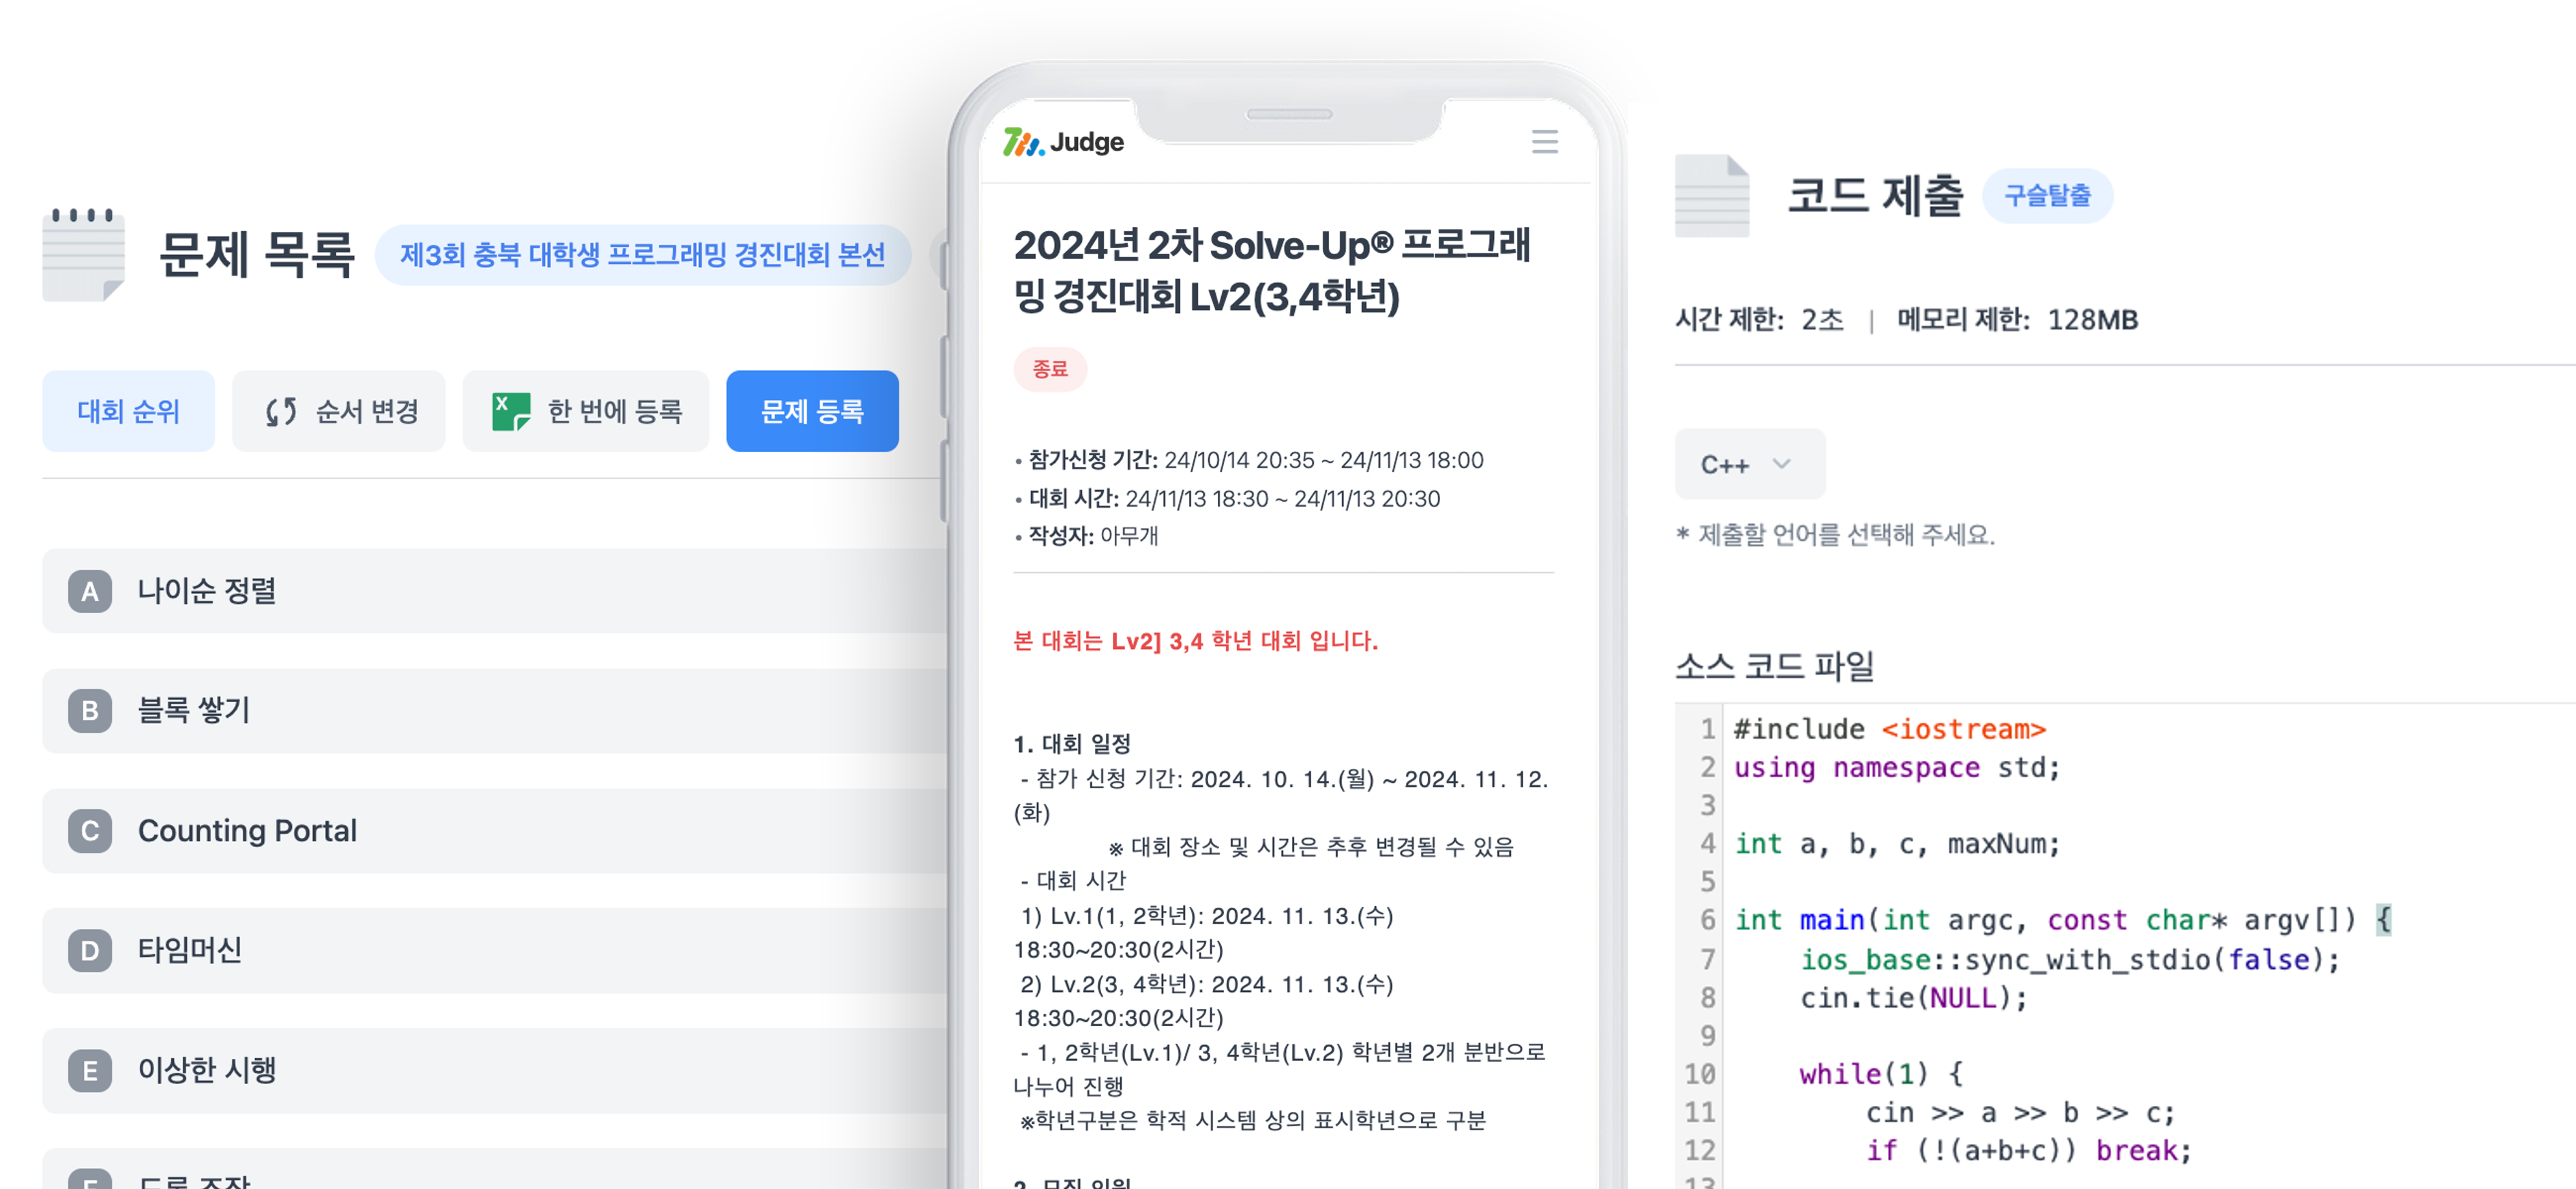 문제 목록
제3회 충북 대학생 프로그래밍 경진대회 본선
대회 순위
순서 변경
X
한 번에 등록
문제 등록
A 나이순 정렬
B 블록 쌓기
C Counting Portal
D 타임머신
E 이상한 시행
Judge
2024년 2차 Solve-Up® 프로그래
밍 경진대회 Lv2(3,4학년)
종료
• 참가신청 기간: 24/10/14 20:35 ~ 24/11/13 18:00
• 대회 시간: 24/11/13 18:30 ~ 24/11/13 20:30
• 작성자: 아무개
본 대회는 Lv2] 3,4 학년 대회 입니다.
1. 대회 일정
- 참가 신청 기간: 2024. 10. 14.(월) ~ 2024. 11. 12.
(화)
※ 대회 장소 및 시간은 추후 변경될 수 있음
- 대회 시간
1) Lv.1(1, 2학년): 2024. 11. 13.(수)
18:30~20:30(2시간)
2) Lv.2(3, 4학년): 2024. 11. 13.(수)
18:30~20:30(2시간)
- 1, 2학년(Lv.1)/ 3, 4학년(Lv.2) 학년별 2개 분반으로
나누어 진행
※학년구분은 학적 시스템 상의 표시학년으로 구분
코드 제출
구슬탈출
시간 제한: 2초 | 메모리 제한: 128MB
C++
* 제출할 언어를 선택해 주세요.
소스 코드 파일
1 #include <iostream>
2 using namespace std;
3
4 int a, b, c, maxNum;
5
6 int main(int argc, const char* argv[]) {
7 ios_base::sync_with_stdio(false);
8 cin.tie(NULL);
9
10 while(1) {
11 cin >> a >> b >> c;
12 if (!(a+b+c)) break;
13